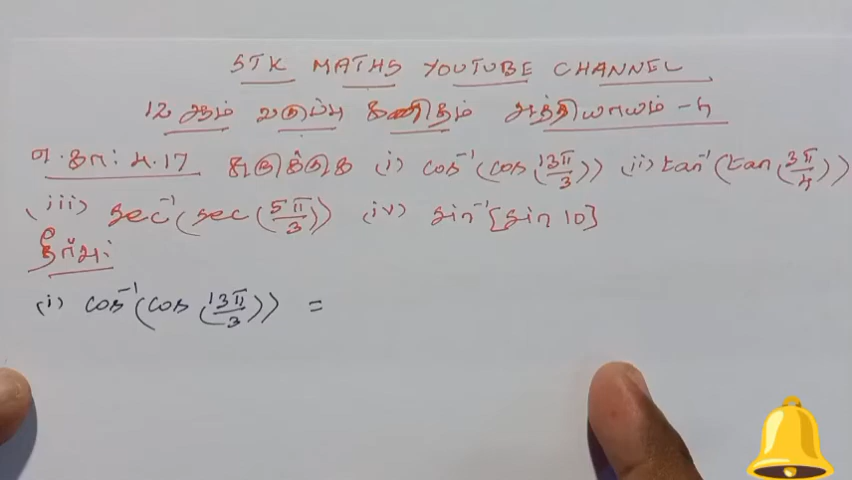 STK MATHS YOUTUBE CHANNEL
12 ஆம் வகுப்பு கணிதம் அத்தியாயம் - 4
எ.கா: 4.17 சுருக்குக (i) cos⁻¹(cos(13π/3)) (ii) tan⁻¹(tan(3π/4))
(iii) sec⁻¹(sec(5π/3)) (iv) sin⁻¹[sin 10]
தீர்வு:
(i) cos⁻¹(cos(13π/3)) =